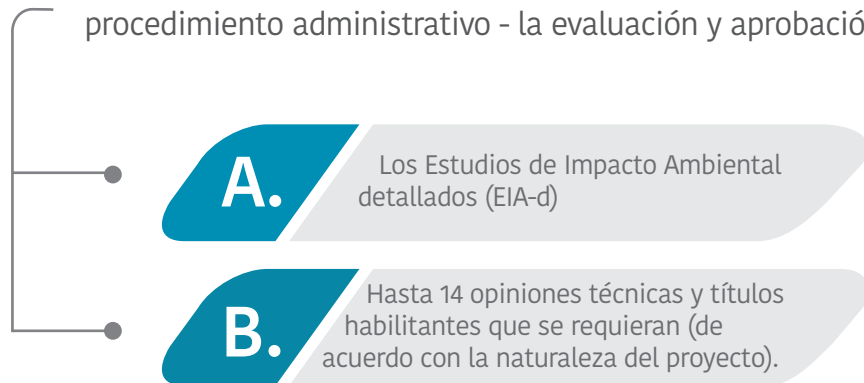 procedimiento administrativo - la evaluación y aprobació
A.
Los Estudios de Impacto Ambiental
detallados (EIA-d)
B.
Hasta 14 opiniones técnicas y títulos
habilitantes que se requieran (de
acuerdo con la naturaleza del proyecto).